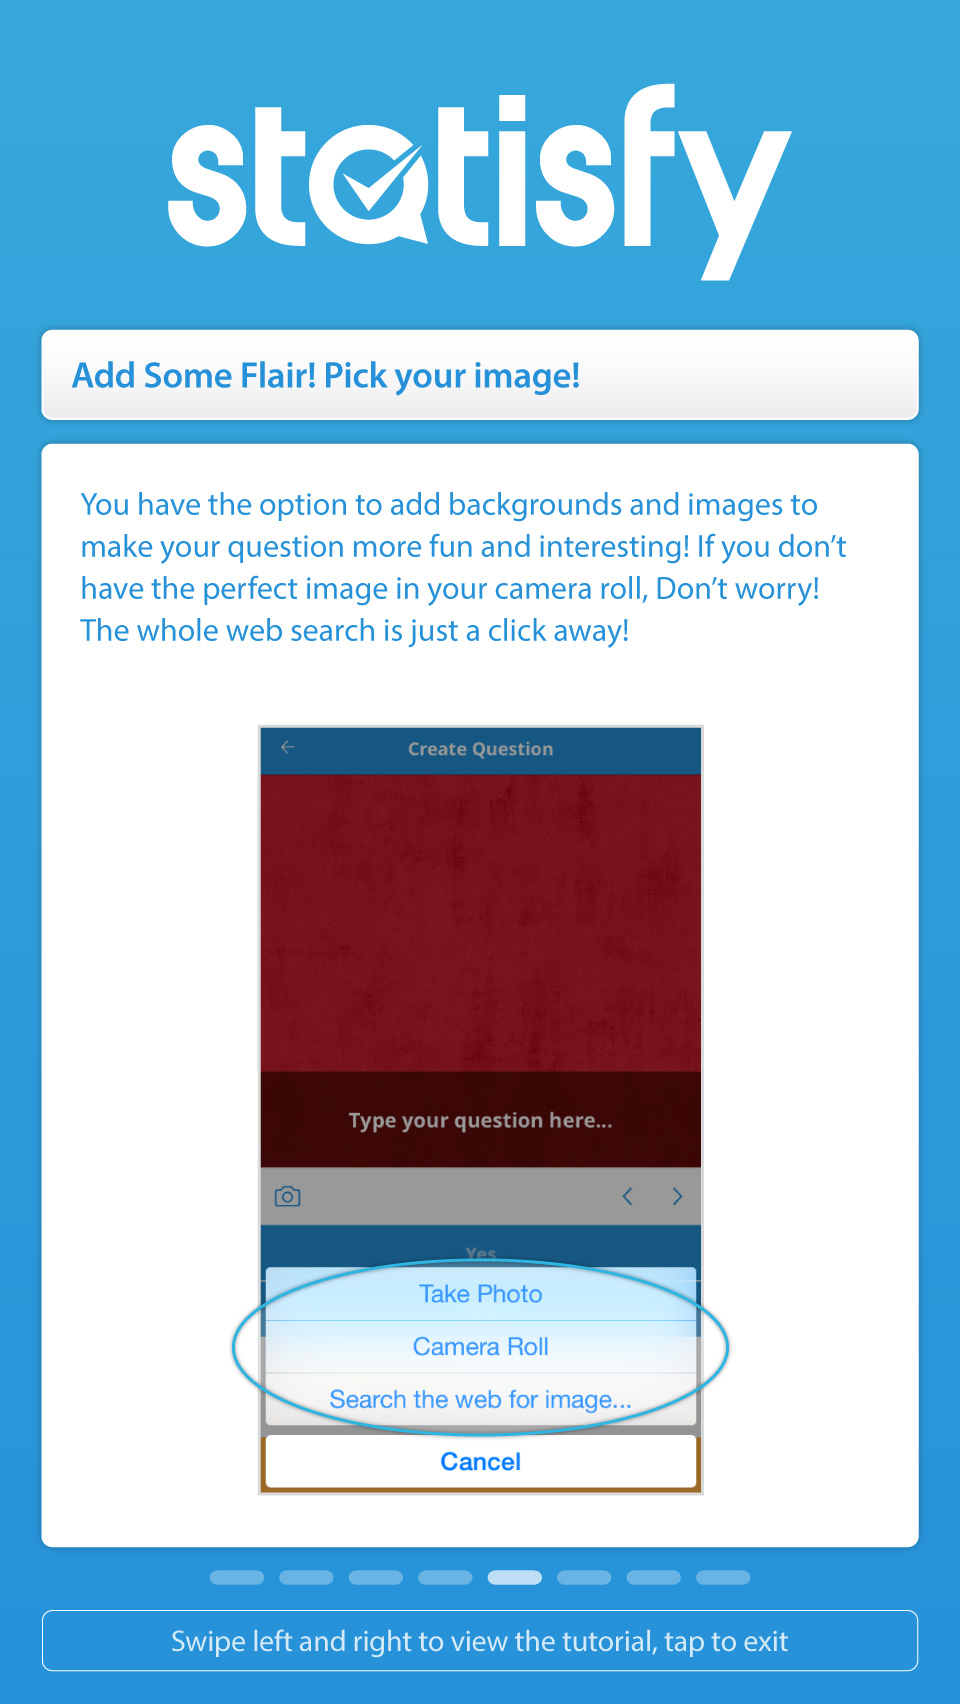 statisfy
Add Some Flair! Pick your image!
You have the option to add backgrounds and images to
make your question more fun and interesting! If you don't
have the perfect image in your camera roll, Don't worry!
The whole web search is just a click away!
Create Question
Type your question here...
Yes
Take Photo
Camera Roll
Search the web for image...
Cancel
Swipe left and right to view the tutorial, tap to exit